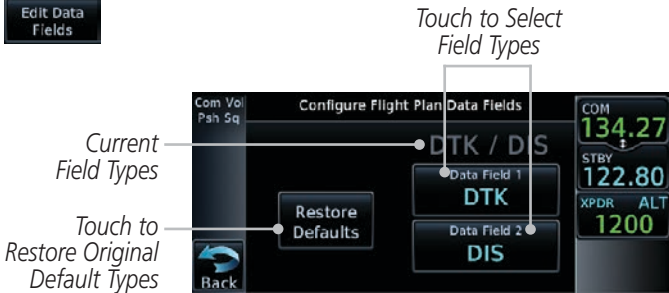 Edit Data
Fields
Touch to Select
Field Types
Com Vol
Psh Sq
Configure Flight Plan Data Fields
COM
134.27
STBY
122.80
XPDR ALT
1200
Current
Field Types
DTK / DIS
Data Field 1
DTK
Touch to
Restore Original
Default Types
Restore
Defaults
Data Field 2
DIS
Back